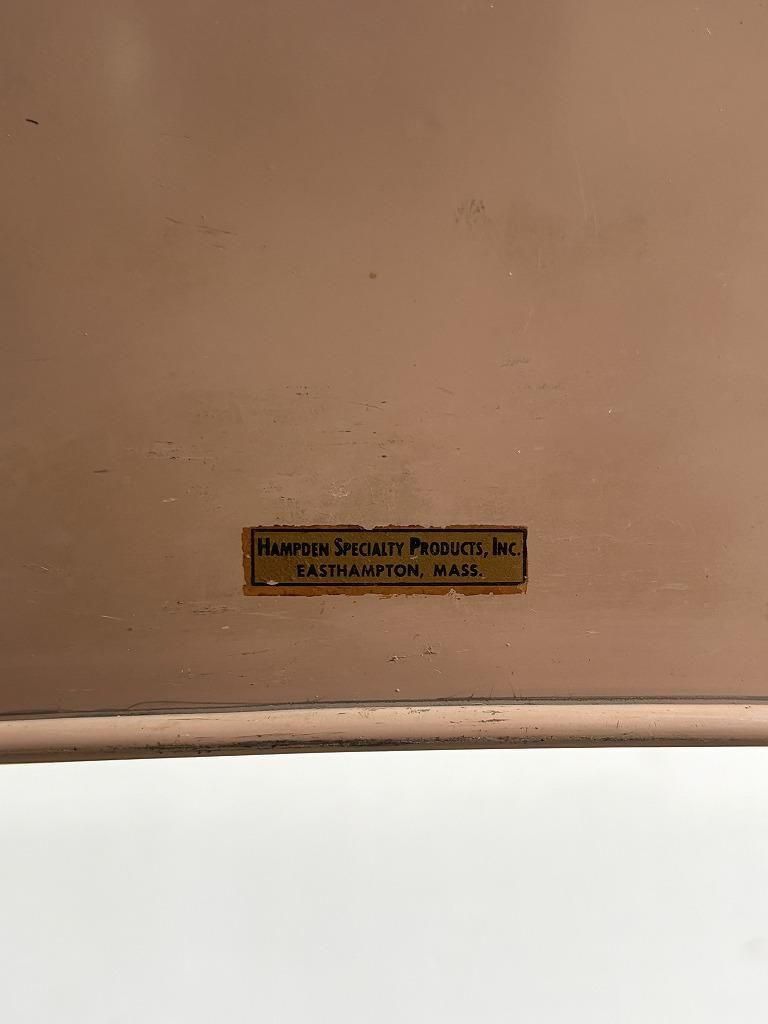 HAMPDEN SPECIALTY PRODUCTS, INC.
EASTHAMPTON, MASS.